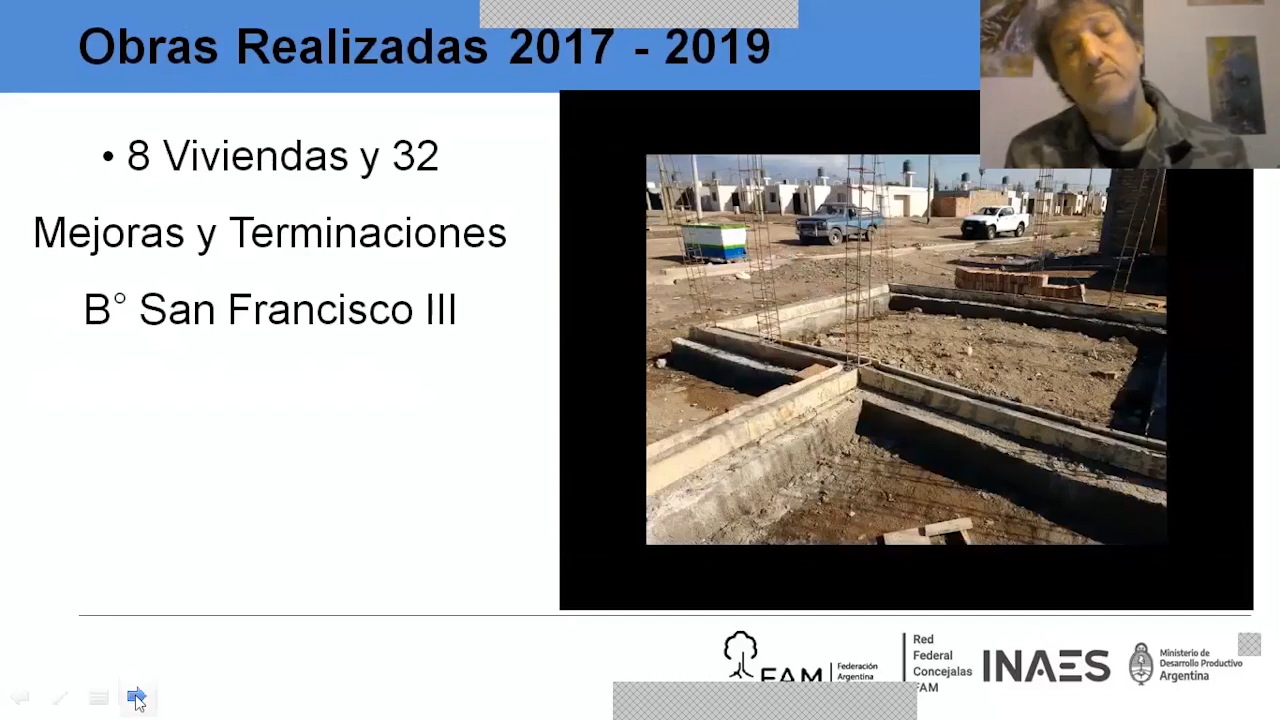 Obras Realizadas 2017 - 2019
• 8 Viviendas y 32
Mejoras y Terminaciones
B° San Francisco III
FAM
Federación
Argentina
Red
Federal
Concejalas
FAM
INAES
Ministerio de
Desarrollo Productivo
Argentina